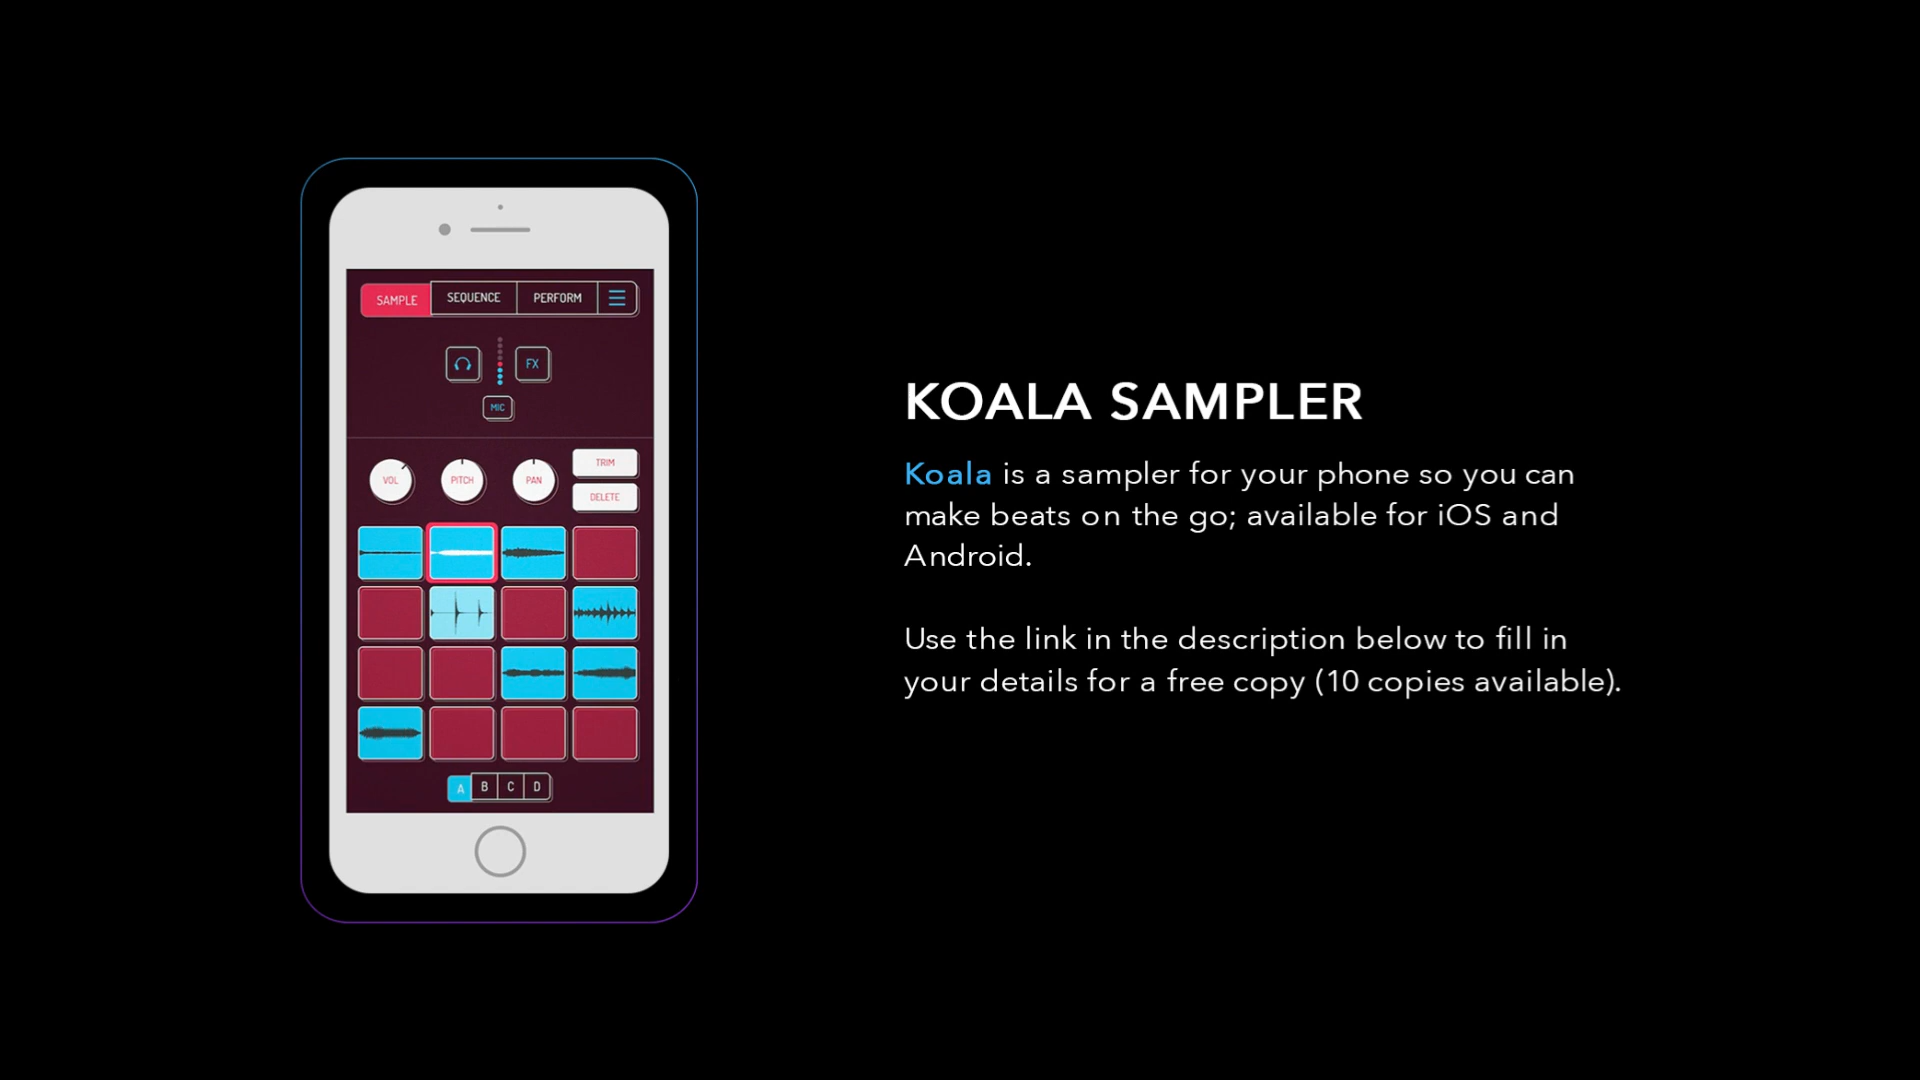 SAMPLE SEQUENCE PERFORM
FX
MIC
VOL PITCH PAN TRIM
DELETE
A B C D
KOALA SAMPLER
Koala is a sampler for your phone so you can
make beats on the go; available for iOS and
Android.
Use the link in the description below to fill in
your details for a free copy (10 copies available).